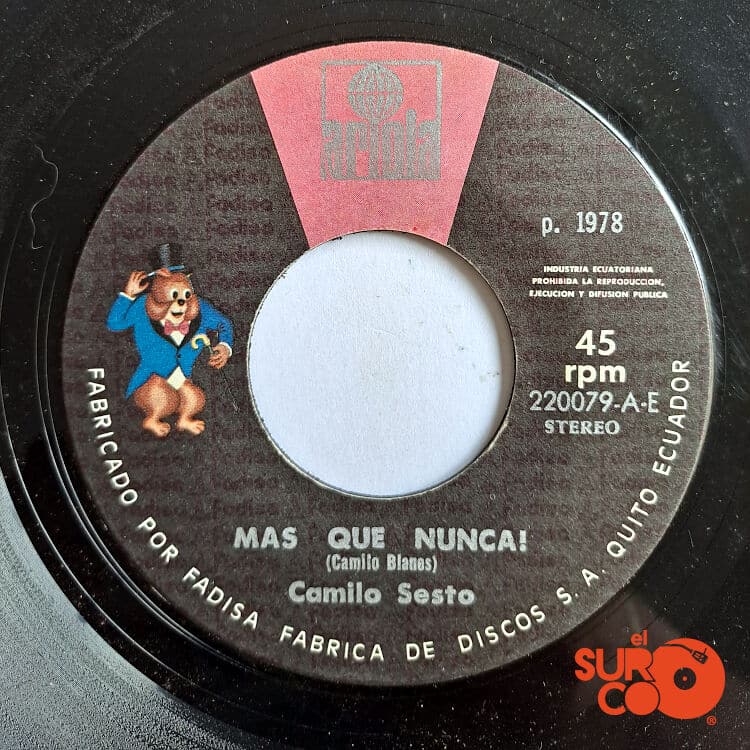 ariola
p. 1978
INDUSTRIA ECUATORIANA
PROHIBIDA LA REPRODUCCION,
EJECUCION Y DIFUSION PUBLICA
45
rpm
220079-A-E
STEREO
MAS QUE NUNCA!
(Camilo Blanes)
Camilo Sesto
FABRICADO POR FADISA FABRICA DE DISCOS S. A. QUITO ECUADOR
Fadisa
el
SURCO
®